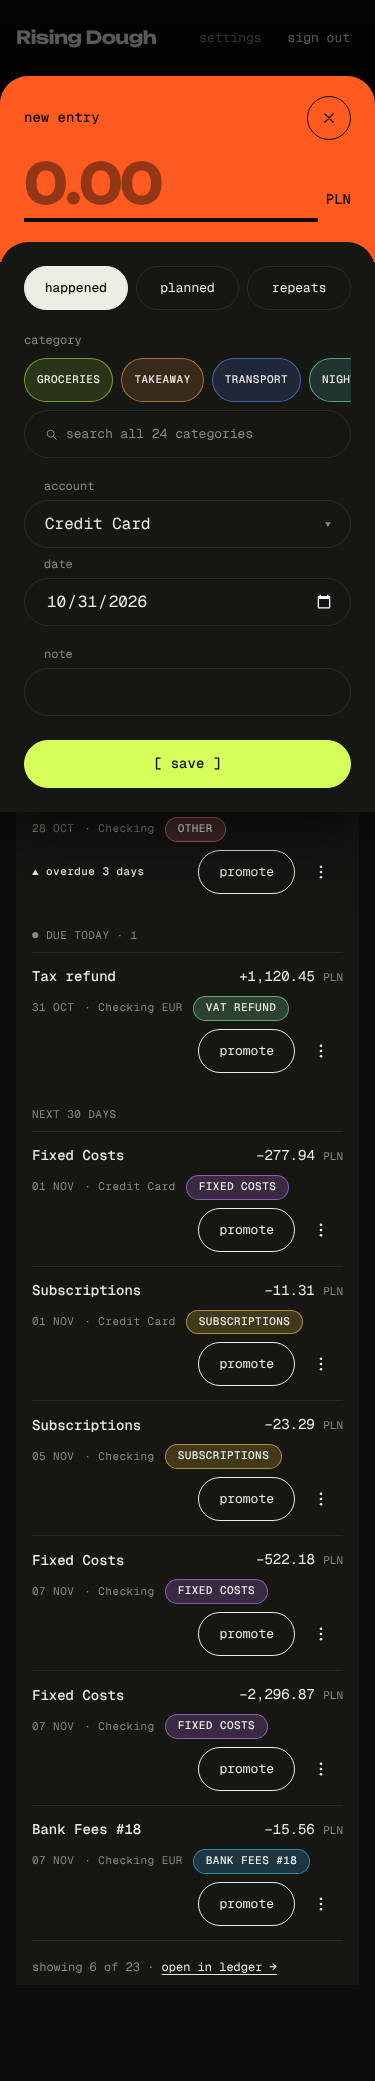 Rising Dough settings sign out
new entry ×
0.00 PLN
happened planned repeats
category
GROCERIES TAKEAWAY TRANSPORT NIGH
search all 24 categories
account
Credit Card ▾
date
10/31/2026
note
[ save ]
28 OCT · Checking OTHER
▲ overdue 3 days promote ⋮
● DUE TODAY · 1
Tax refund +1,120.45 PLN
31 OCT · Checking EUR VAT REFUND
promote ⋮
NEXT 30 DAYS
Fixed Costs −277.94 PLN
01 NOV · Credit Card FIXED COSTS
promote ⋮
Subscriptions −11.31 PLN
01 NOV · Credit Card SUBSCRIPTIONS
promote ⋮
Subscriptions −23.29 PLN
05 NOV · Checking SUBSCRIPTIONS
promote ⋮
Fixed Costs −522.18 PLN
07 NOV · Checking FIXED COSTS
promote ⋮
Fixed Costs −2,296.87 PLN
07 NOV · Checking FIXED COSTS
promote ⋮
Bank Fees #18 −15.56 PLN
07 NOV · Checking EUR BANK FEES #18
promote ⋮
showing 6 of 23 · open in ledger →